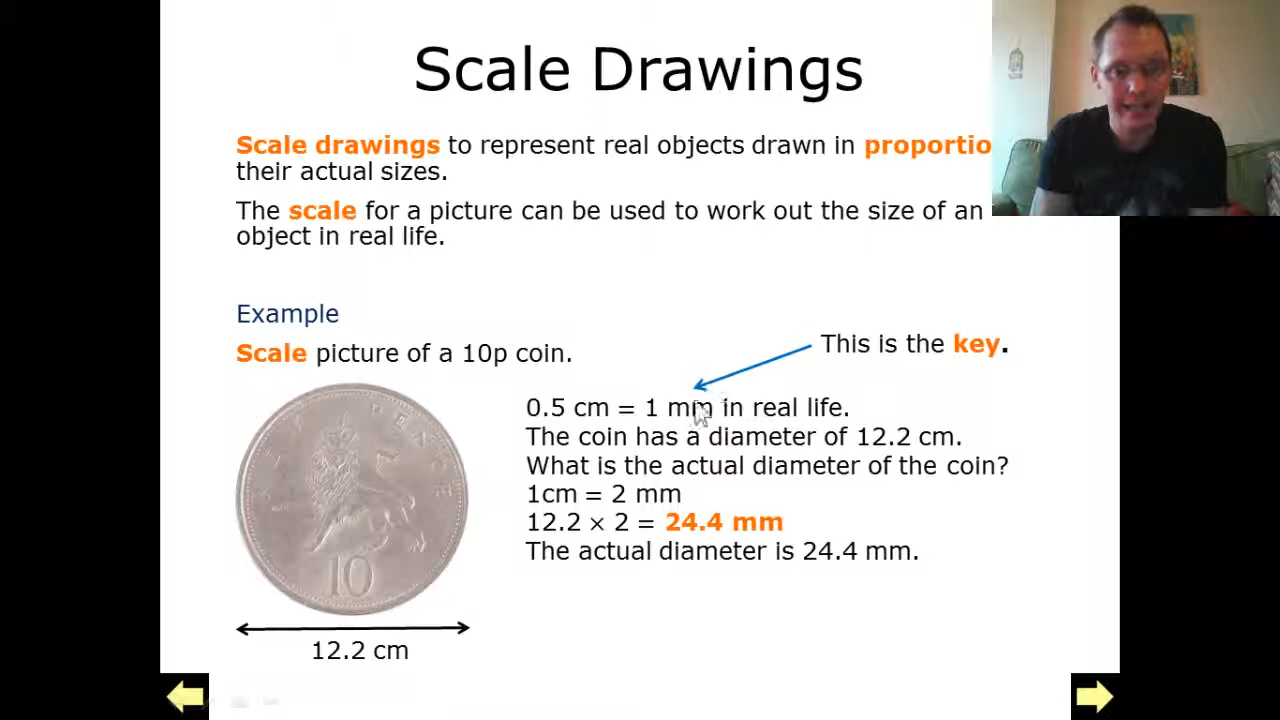 Scale Drawings
Scale drawings to represent real objects drawn in proportio
their actual sizes.
The scale for a picture can be used to work out the size of an
object in real life.
Example
Scale picture of a 10p coin.
This is the key.
0.5 cm = 1 mm in real life.
The coin has a diameter of 12.2 cm.
What is the actual diameter of the coin?
1cm = 2 mm
12.2 × 2 = 24.4 mm
The actual diameter is 24.4 mm.
10
12.2 cm